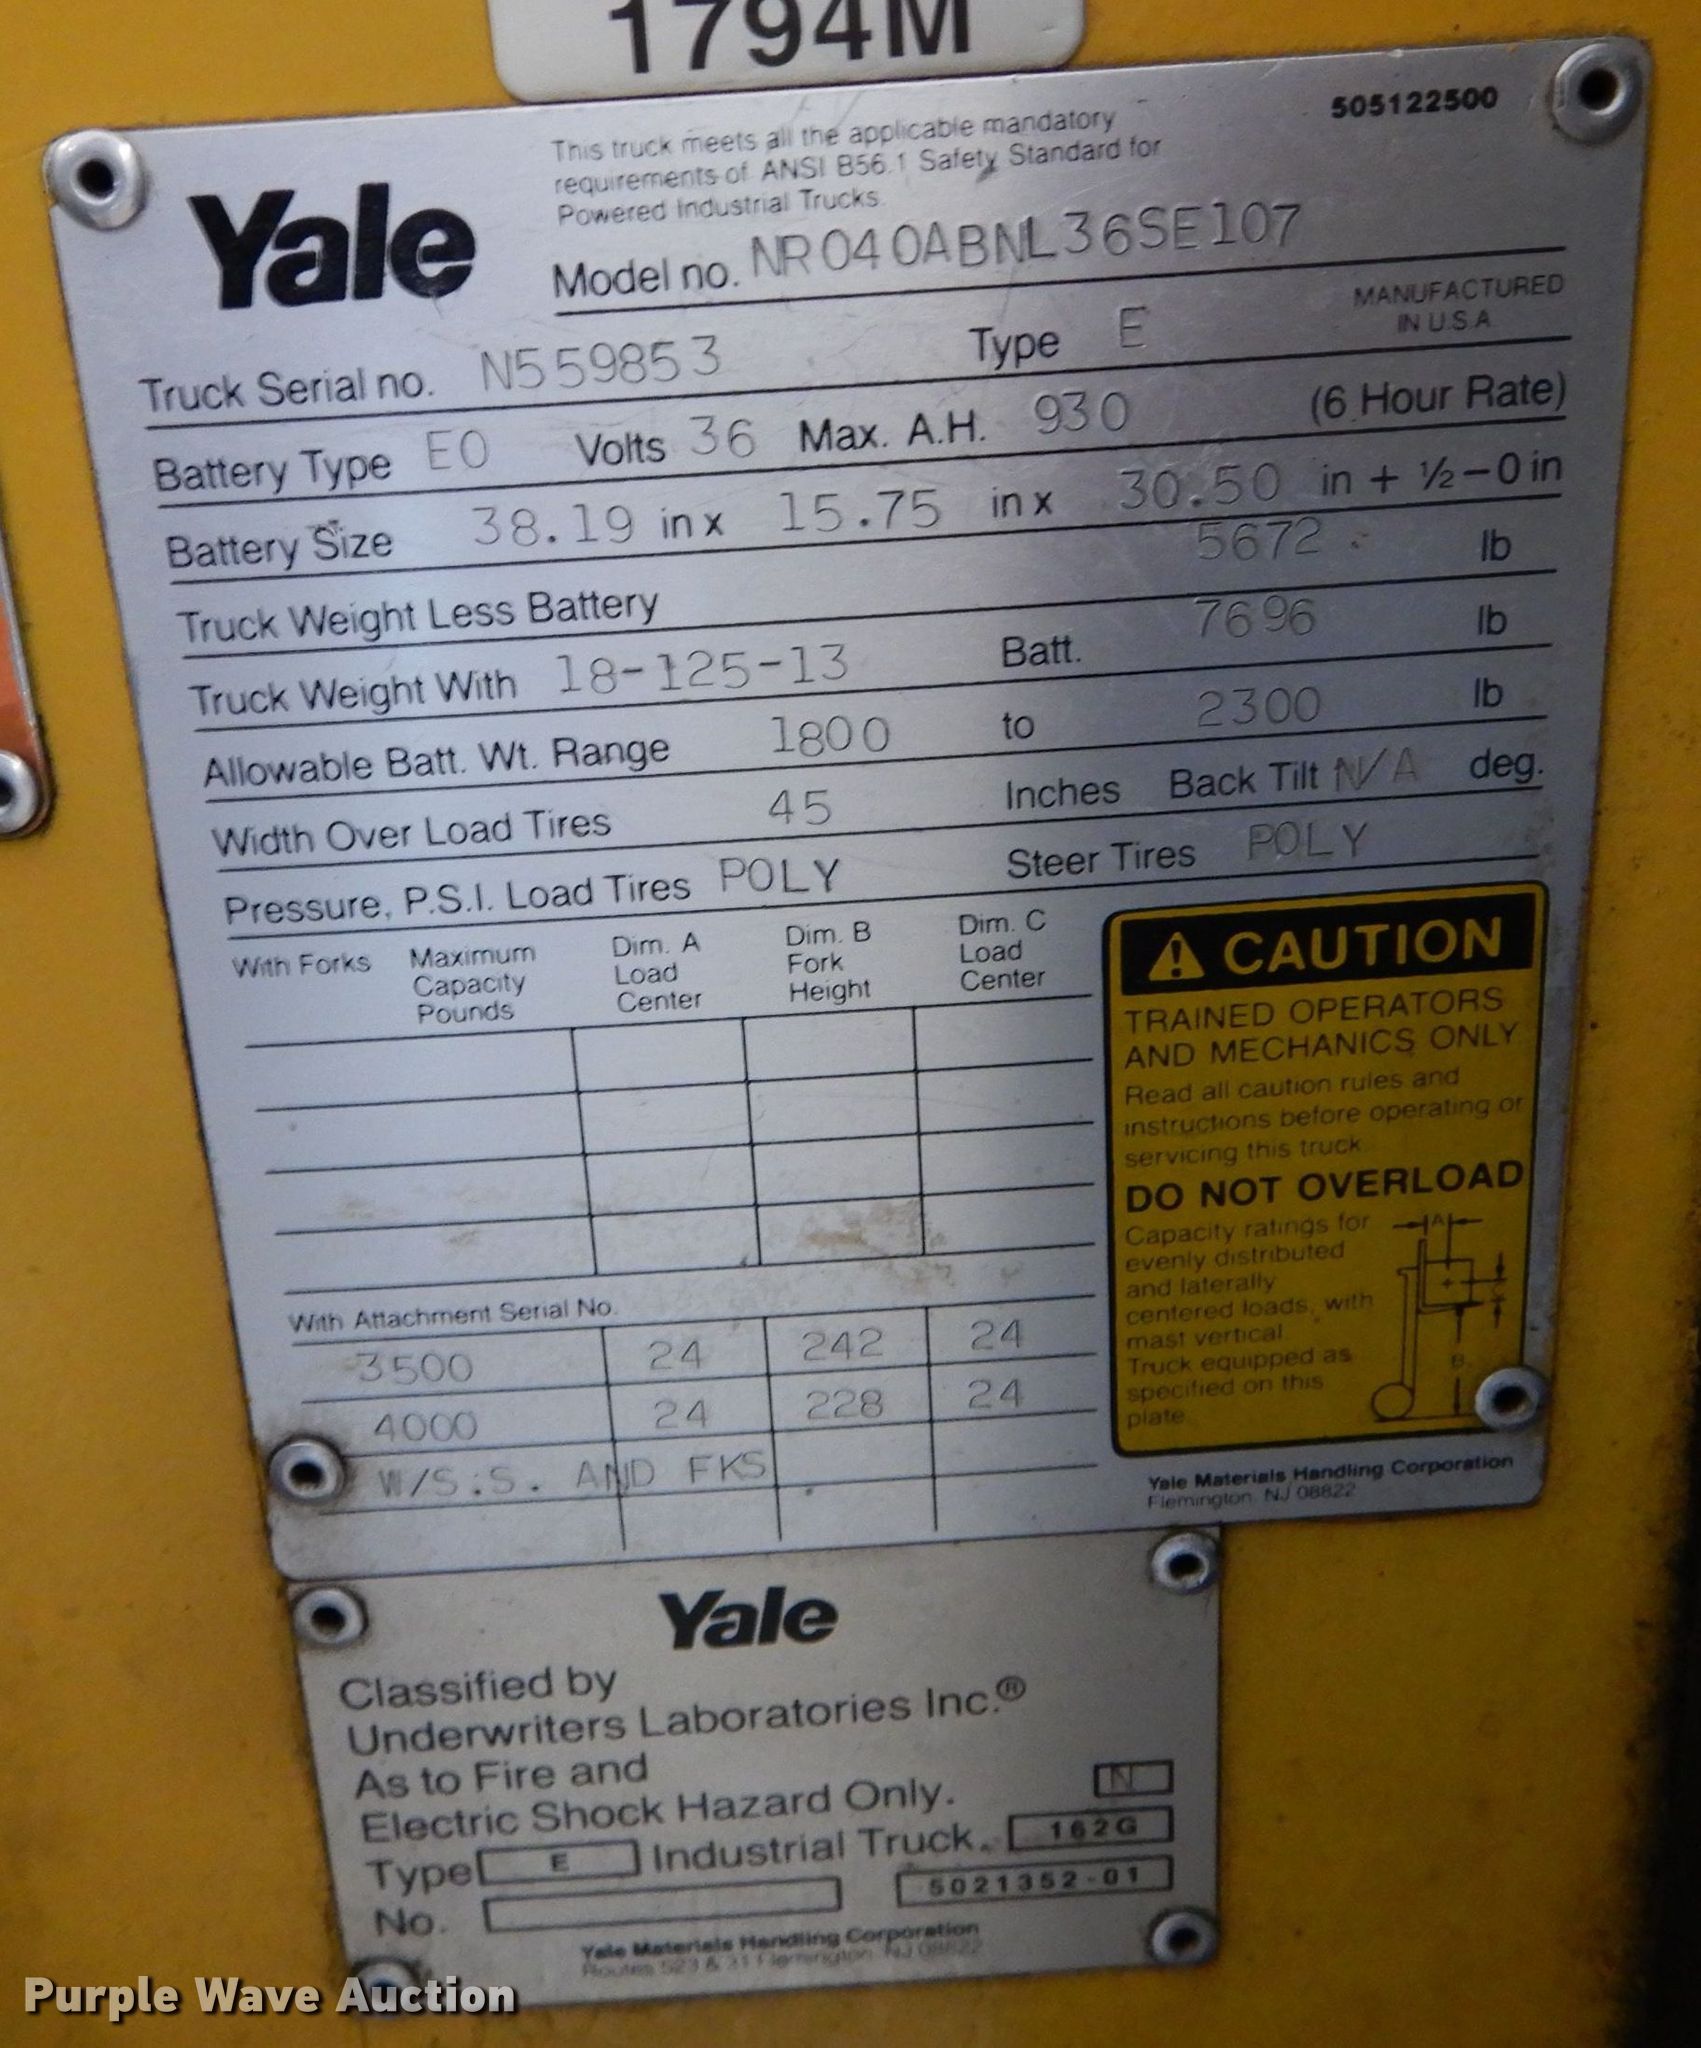 1794M
505122500
This truck meets all the applicable mandatory
requirements of ANSI B56.1 Safety Standard for
Powered Industrial Trucks.
Yale
Model no. NR040ABNL36SE107
MANUFACTURED
IN U.S.A.
Truck Serial no. N559853 Type E
Battery Type EO Volts 36 Max. A.H. 930 (6 Hour Rate)
Battery Size 38.19 in x 15.75 in x 30.50 in + ½-0 in
Truck Weight Less Battery 5672 lb
Truck Weight With 18-125-13 Batt. 7696 lb
Allowable Batt. Wt. Range 1800 to 2300 lb
Width Over Load Tires 45 Inches Back Tilt N/A deg.
Pressure, P.S.I. Load Tires POLY Steer Tires POLY
With Forks Maximum Dim. A Dim. B Dim. C
Capacity Load Fork Load
Pounds Center Height Center
With Attachment Serial No.
3500 24 242 24
4000 24 228 24
W/S.S. AND FKS
CAUTION
TRAINED OPERATORS
AND MECHANICS ONLY
Read all caution rules and
instructions before operating or
servicing this truck.
DO NOT OVERLOAD
Capacity ratings for
evenly distributed
and laterally
centered loads, with
mast vertical
Truck equipped as
specified on this
plate.
A
C
B
Yale Materials Handling Corporation
Flemington, NJ 08822
Yale
Classified by
Underwriters Laboratories Inc.®
As to Fire and
Electric Shock Hazard Only. N
Type E Industrial Truck. 162G
No. 5021352-01
Yale Materials Handling Corporation
Routes 523 & 31 Flemington, NJ 08822
Purple Wave Auction